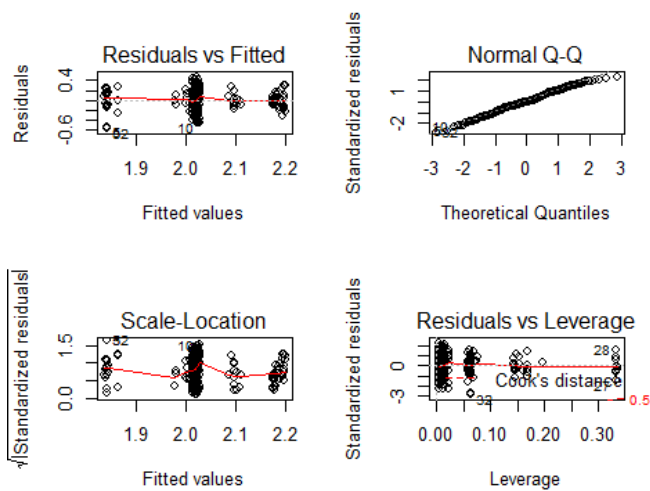 Residuals vs Fitted
Residuals
0.4
-0.6
10
1.9 2.0 2.1 2.2
Fitted values
Normal Q-Q
Standardized residuals
1
-2
-3 -2 -1 0 1 2 3
Theoretical Quantiles
Scale-Location
√|Standardized residuals|
1.5
0.0
1.9 2.0 2.1 2.2
Fitted values
Residuals vs Leverage
Standardized residuals
0
-3
28
Cook's distance
0.5
0.00 0.10 0.20 0.30
Leverage